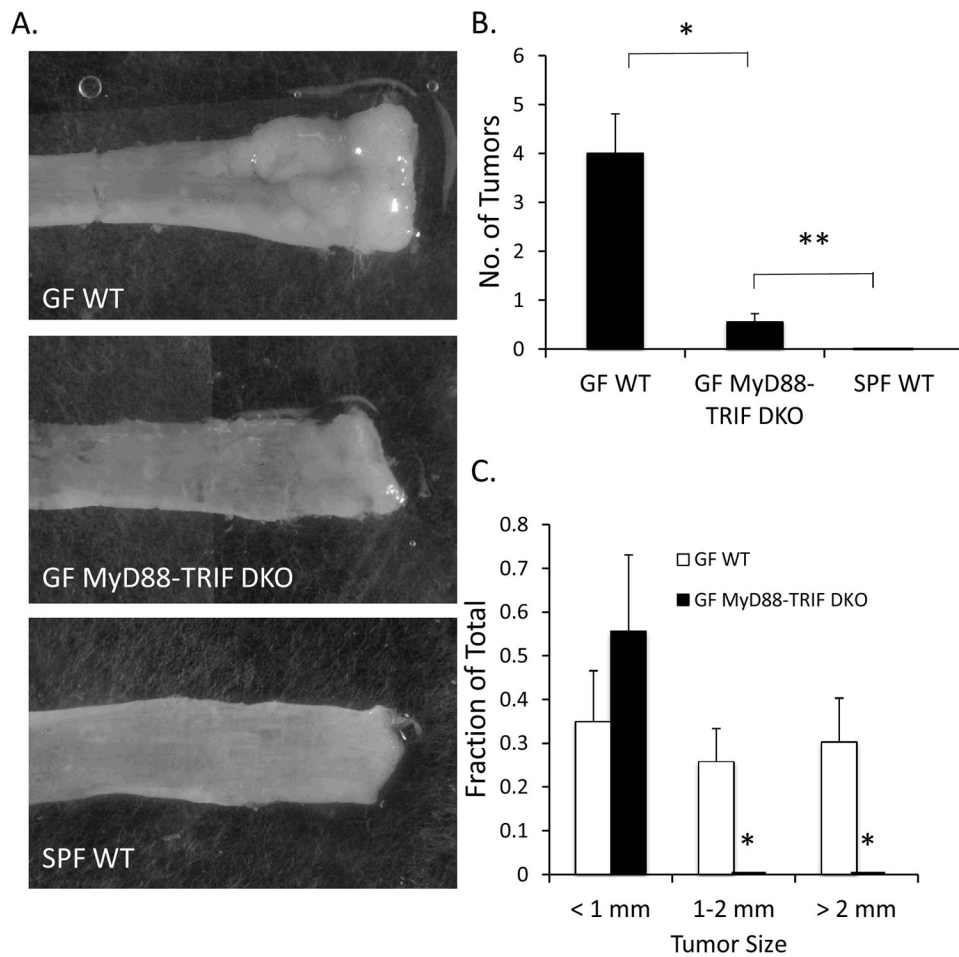 A.
GF WT
GF MyD88-TRIF DKO
SPF WT
B.
No. of Tumors
6
5
4
3
2
1
0
*
**
GF WT
GF MyD88-
TRIF DKO
SPF WT
C.
Fraction of Total
0.8
0.7
0.6
0.5
0.4
0.3
0.2
0.1
0
GF WT
GF MyD88-TRIF DKO
*
*
< 1 mm
1-2 mm
> 2 mm
Tumor Size